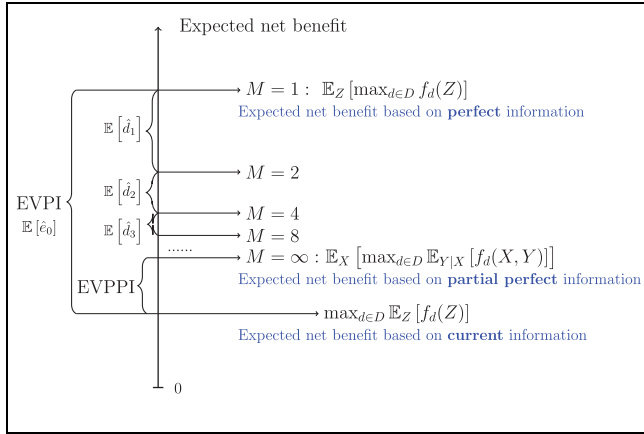 Expected net benefit
M = 1 : 𝔼_Z [max_{d∈D} f_d(Z)]
Expected net benefit based on perfect information
𝔼 [d̂_1]
M = 2
𝔼 [d̂_2]
EVPI
𝔼 [ê_0]
M = 4
𝔼 [d̂_3]
M = 8
......
M = ∞ : 𝔼_X [max_{d∈D} 𝔼_{Y|X} [f_d(X, Y)]]
Expected net benefit based on partial perfect information
EVPPI
max_{d∈D} 𝔼_Z [f_d(Z)]
Expected net benefit based on current information
0